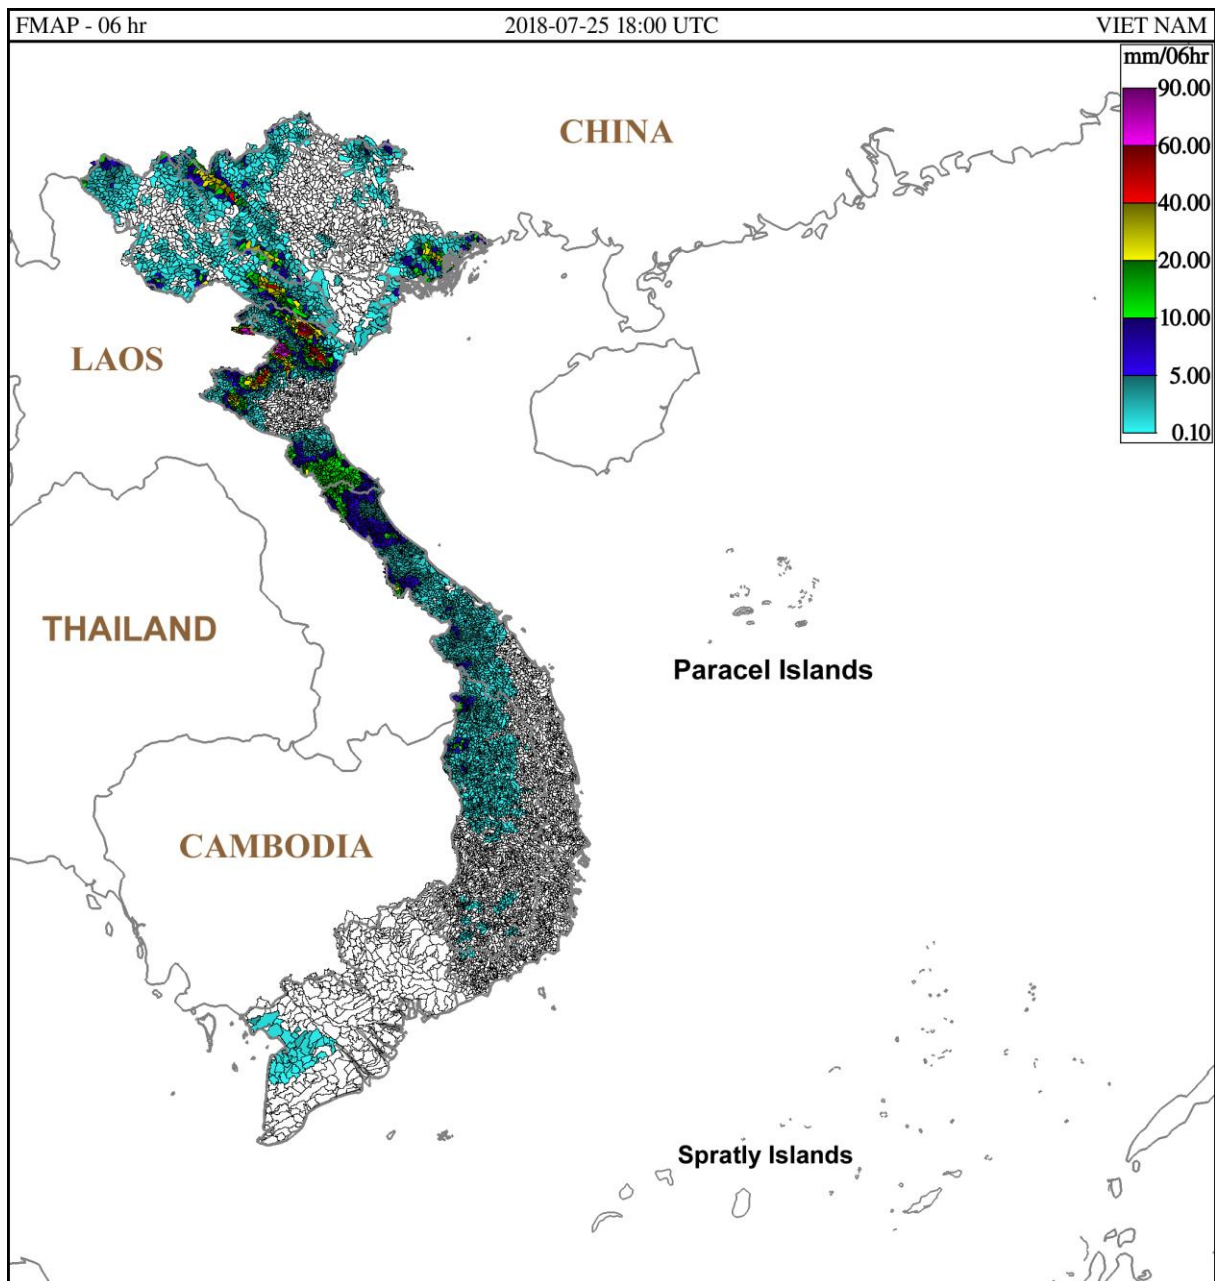 FMAP - 06 hr 2018-07-25 18:00 UTC VIET NAM
mm/06hr
90.00
CHINA
60.00
40.00
20.00
10.00
LAOS
5.00
0.10
THAILAND
Paracel Islands
CAMBODIA
Spratly Islands